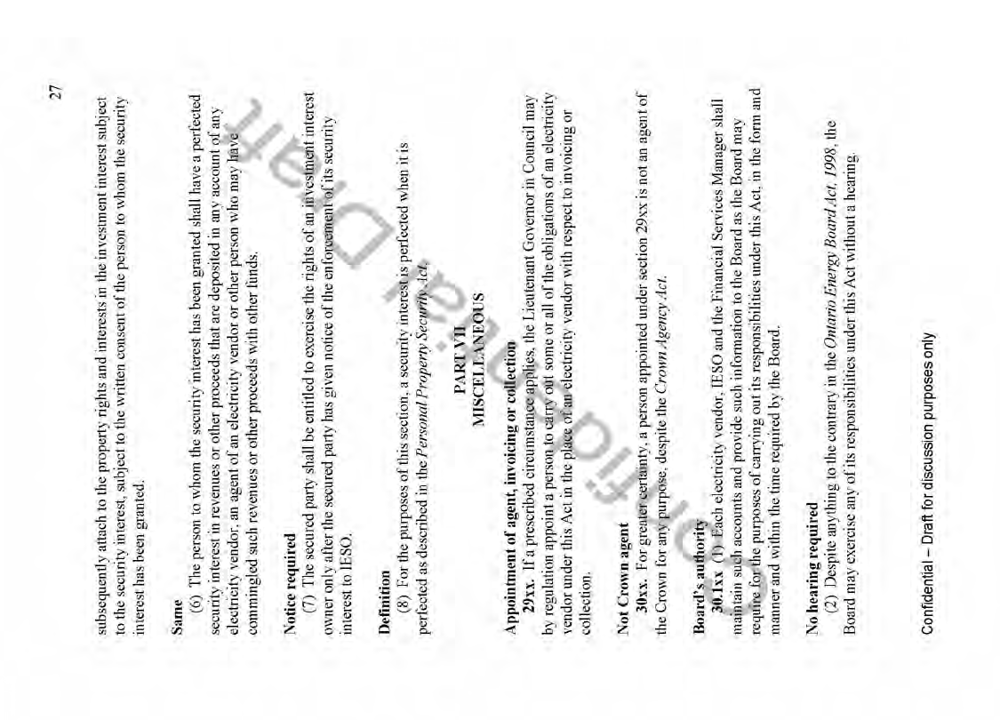 27
subsequently attach to the property rights and interests in the investment interest subject
to the security interest, subject to the written consent of the person to whom the security
interest has been granted.
Same
(6) The person to whom the security interest has been granted shall have a perfected
security interest in revenues or other proceeds that are deposited in any account of any
electricity vendor, an agent of an electricity vendor or other person who may have
commingled such revenues or other proceeds with other funds.
Notice required
(7) The secured party shall be entitled to exercise the rights of an investment interest
owner only after the secured party has given notice of the enforcement of its security
interest to IESO.
Definition
(8) For the purposes of this section, a security interest is perfected when it is
perfected as described in the Personal Property Security Act.
PART VII
MISCELLANEOUS
Appointment of agent, invoicing or collection
29xx. If a prescribed circumstance applies, the Lieutenant Governor in Council may
by regulation appoint a person to carry out some or all of the obligations of an electricity
vendor under this Act in the place of an electricity vendor with respect to invoicing or
collection.
Not Crown agent
30xx. For greater certainty, a person appointed under section 29xx is not an agent of
the Crown for any purpose, despite the Crown Agency Act.
Board's authority
30.1xx (1) Each electricity vendor, IESO and the Financial Services Manager shall
maintain such accounts and provide such information to the Board as the Board may
require for the purposes of carrying out its responsibilities under this Act, in the form and
manner and within the time required by the Board.
No hearing required
(2) Despite anything to the contrary in the Ontario Energy Board Act, 1998, the
Board may exercise any of its responsibilities under this Act without a hearing.
Confidential – Draft for discussion purposes only
Confidential Draft